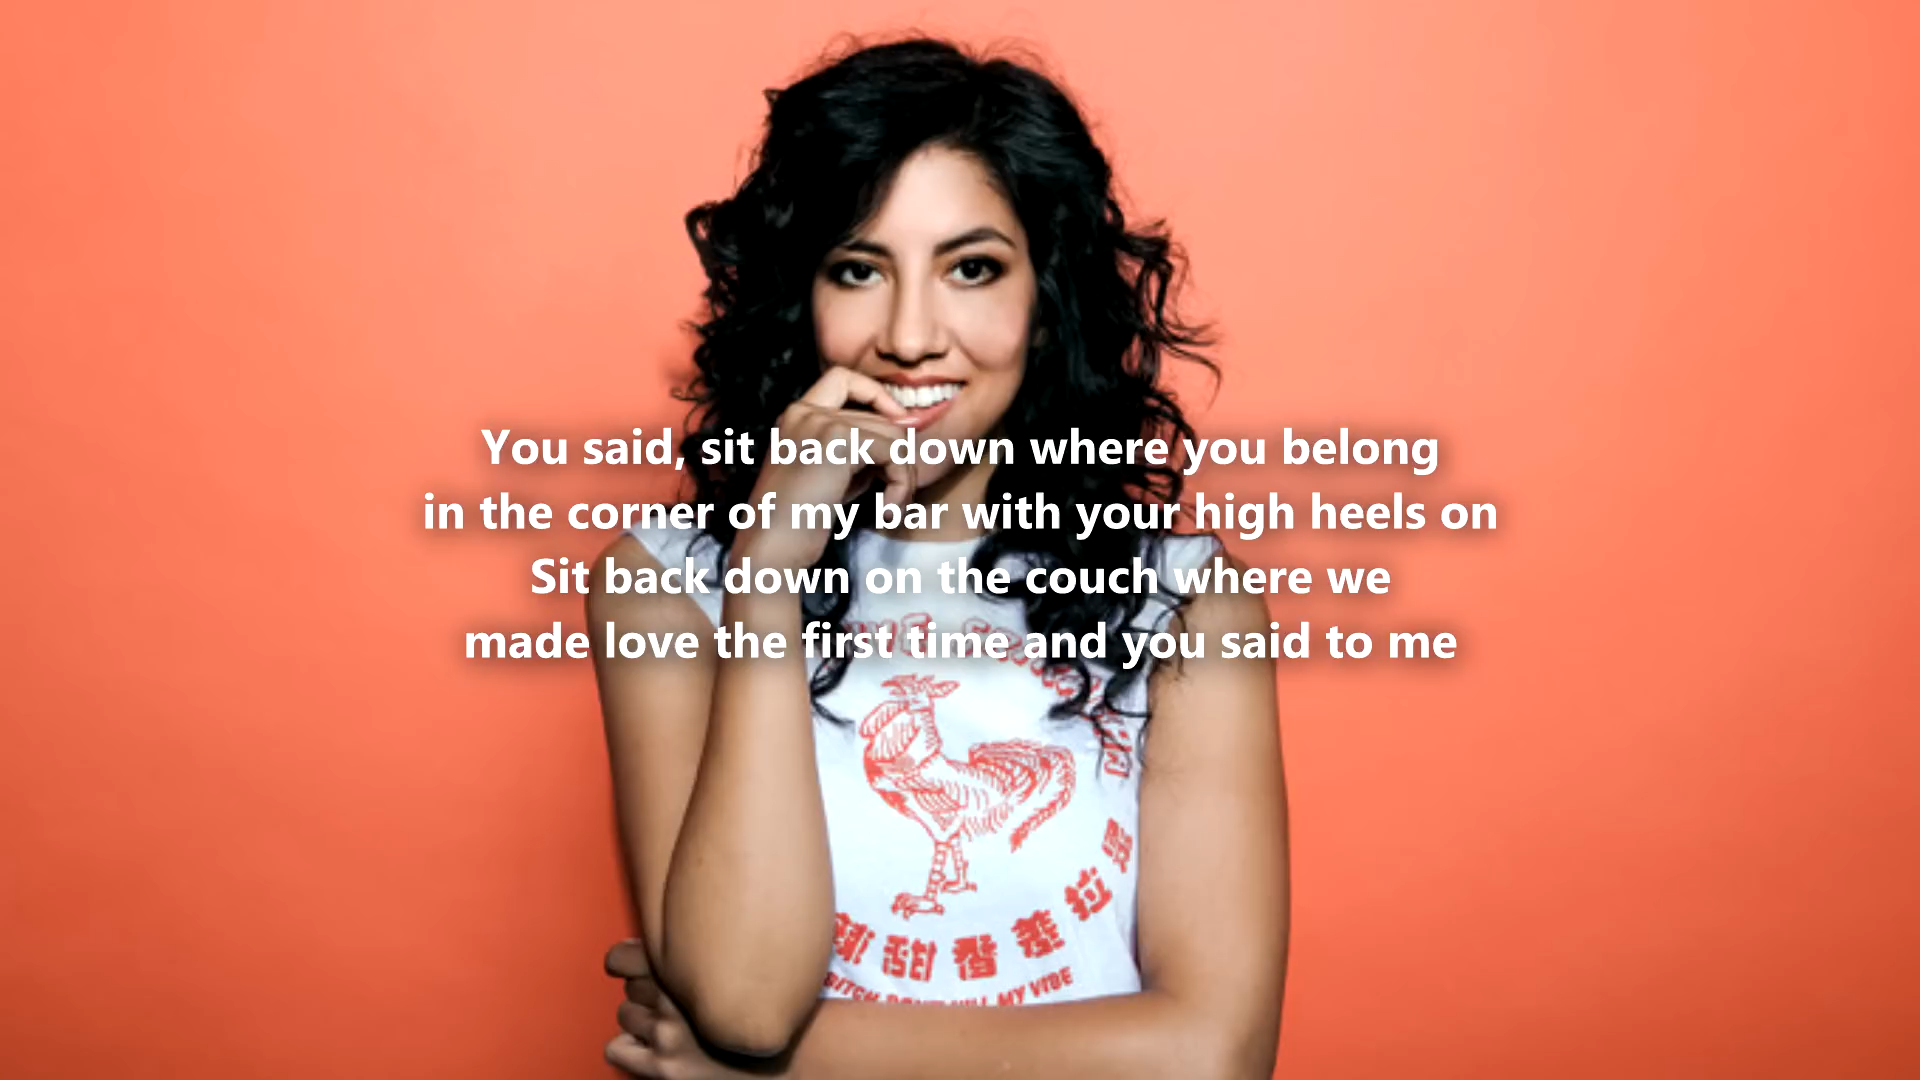 You said, sit back down where you belong
in the corner of my bar with your high heels on
Sit back down on the couch where we
made love the first time and you said to me
甜
MY VIBE